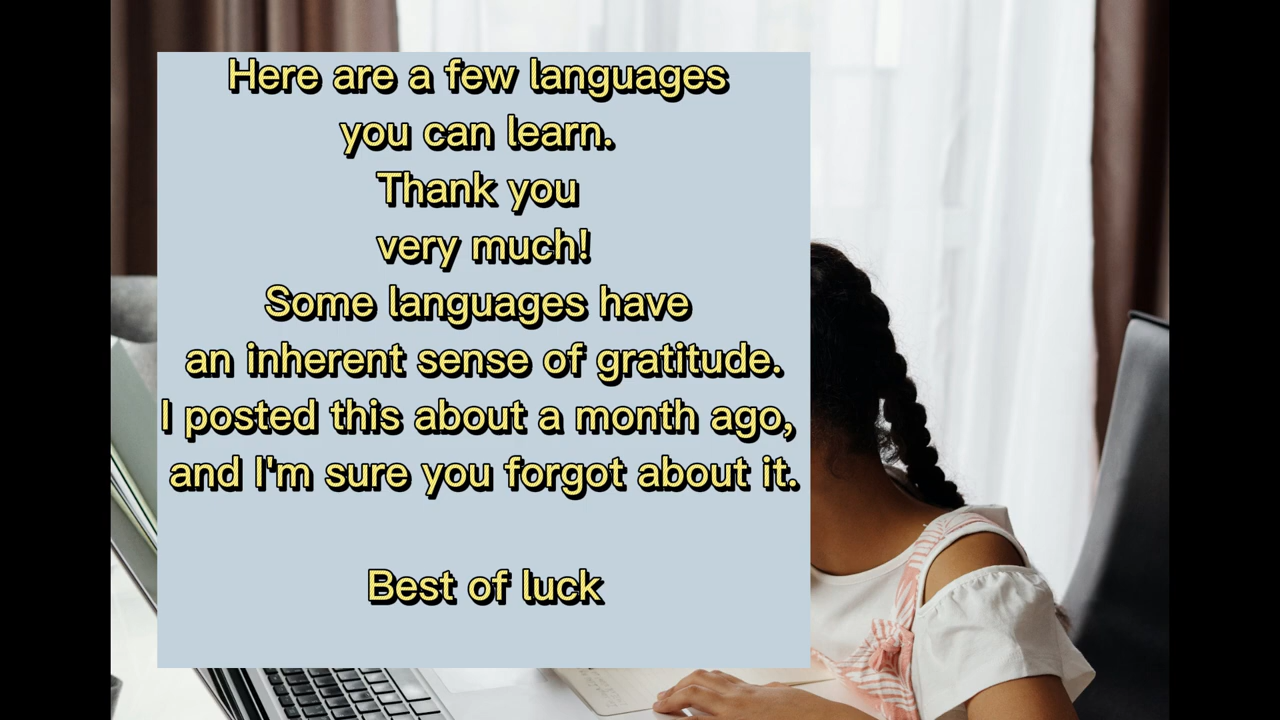 Here are a few languages
you can learn.
Thank you
very much!
Some languages have
an inherent sense of gratitude.
I posted this about a month ago,
and I'm sure you forgot about it.
Best of luck